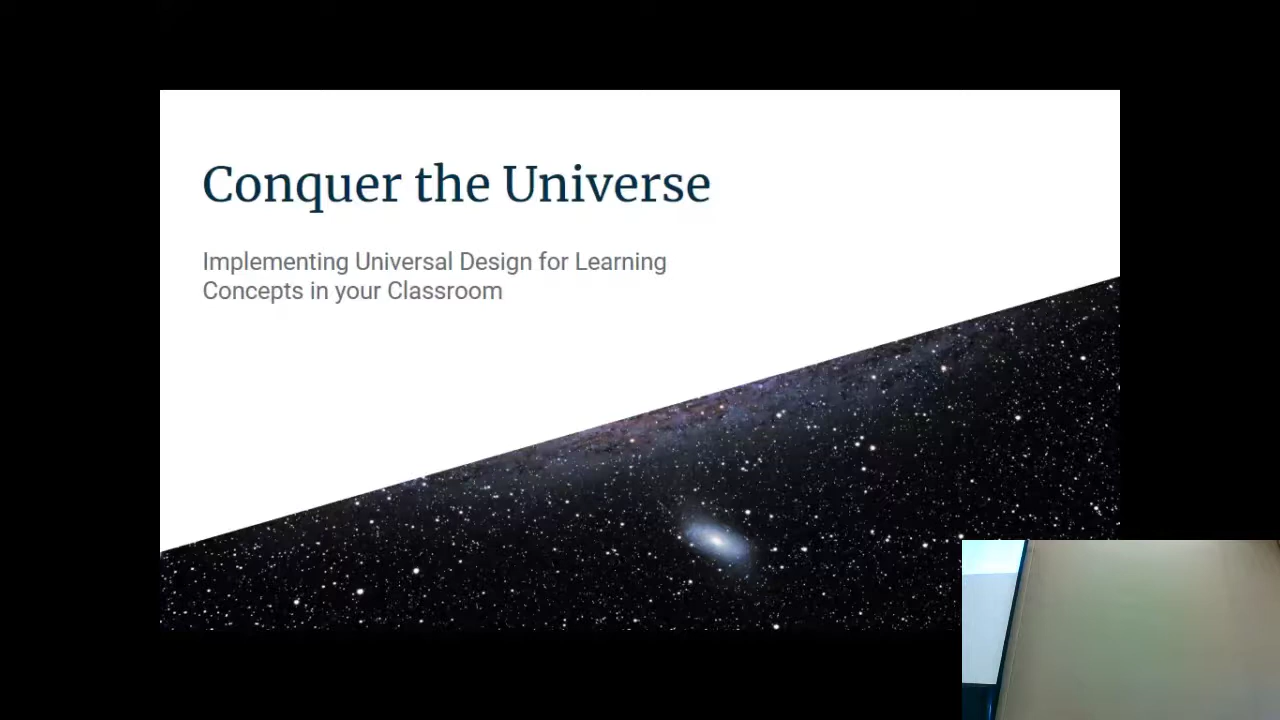 Conquer the Universe
Implementing Universal Design for Learning
Concepts in your Classroom